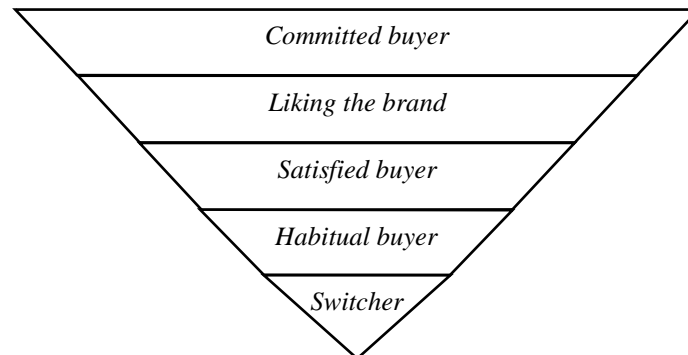 Committed buyer
Liking the brand
Satisfied buyer
Habitual buyer
Switcher